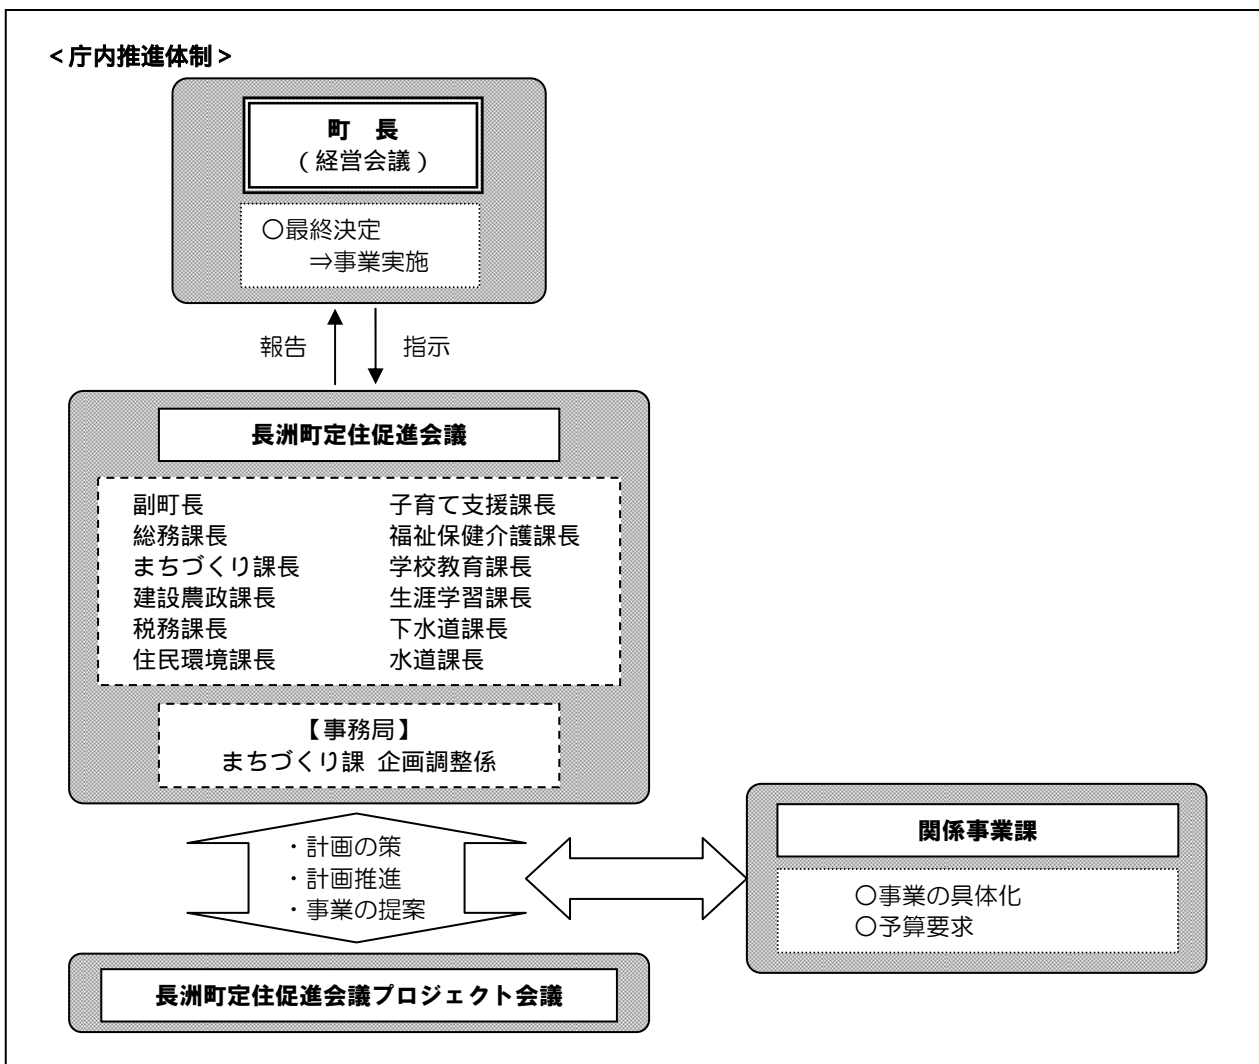 <庁内推進体制>
町 長
(経営会議)
〇最終決定
⇒事業実施
報告
指示
長洲町定住促進会議
副町長
総務課長
まちづくり課長
建設農政課長
税務課長
住民環境課長
子育て支援課長
福祉保健介護課長
学校教育課長
生涯学習課長
下水道課長
水道課長
【事務局】
まちづくり課 企画調整係
・計画の策
・計画推進
・事業の提案
関係事業課
〇事業の具体化
〇予算要求
長洲町定住促進会議プロジェクト会議